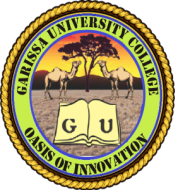 GARISSA UNIVERSITY COLLEGE
G U
OASIS OF INNOVATION